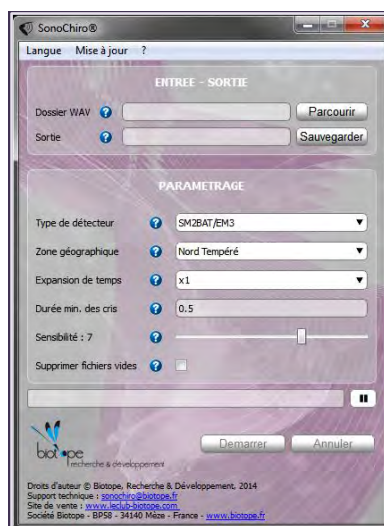 SonoChiro®
Langue Mise à jour ?
ENTREE - SORTIE
Dossier WAV ? Parcourir
Sortie ? Sauvegarder
PARAMETRAGE
Type de détecteur ? SM2BAT/EM3
Zone géographique ? Nord Tempéré
Expansion de temps ? x1
Durée min. des cris ? 0.5
Sensibilité : 7 ?
Supprimer fichiers vides ?
biotope
recherche & développement
Demarrer Annuler
Droits d'auteur © Biotope, Recherche & Développement, 2014
Support technique : sonochiro@biotope.fr
Site de vente : www.leclub-biotope.com
Société Biotope - BP58 - 34140 Mèze - France - www.biotope.fr